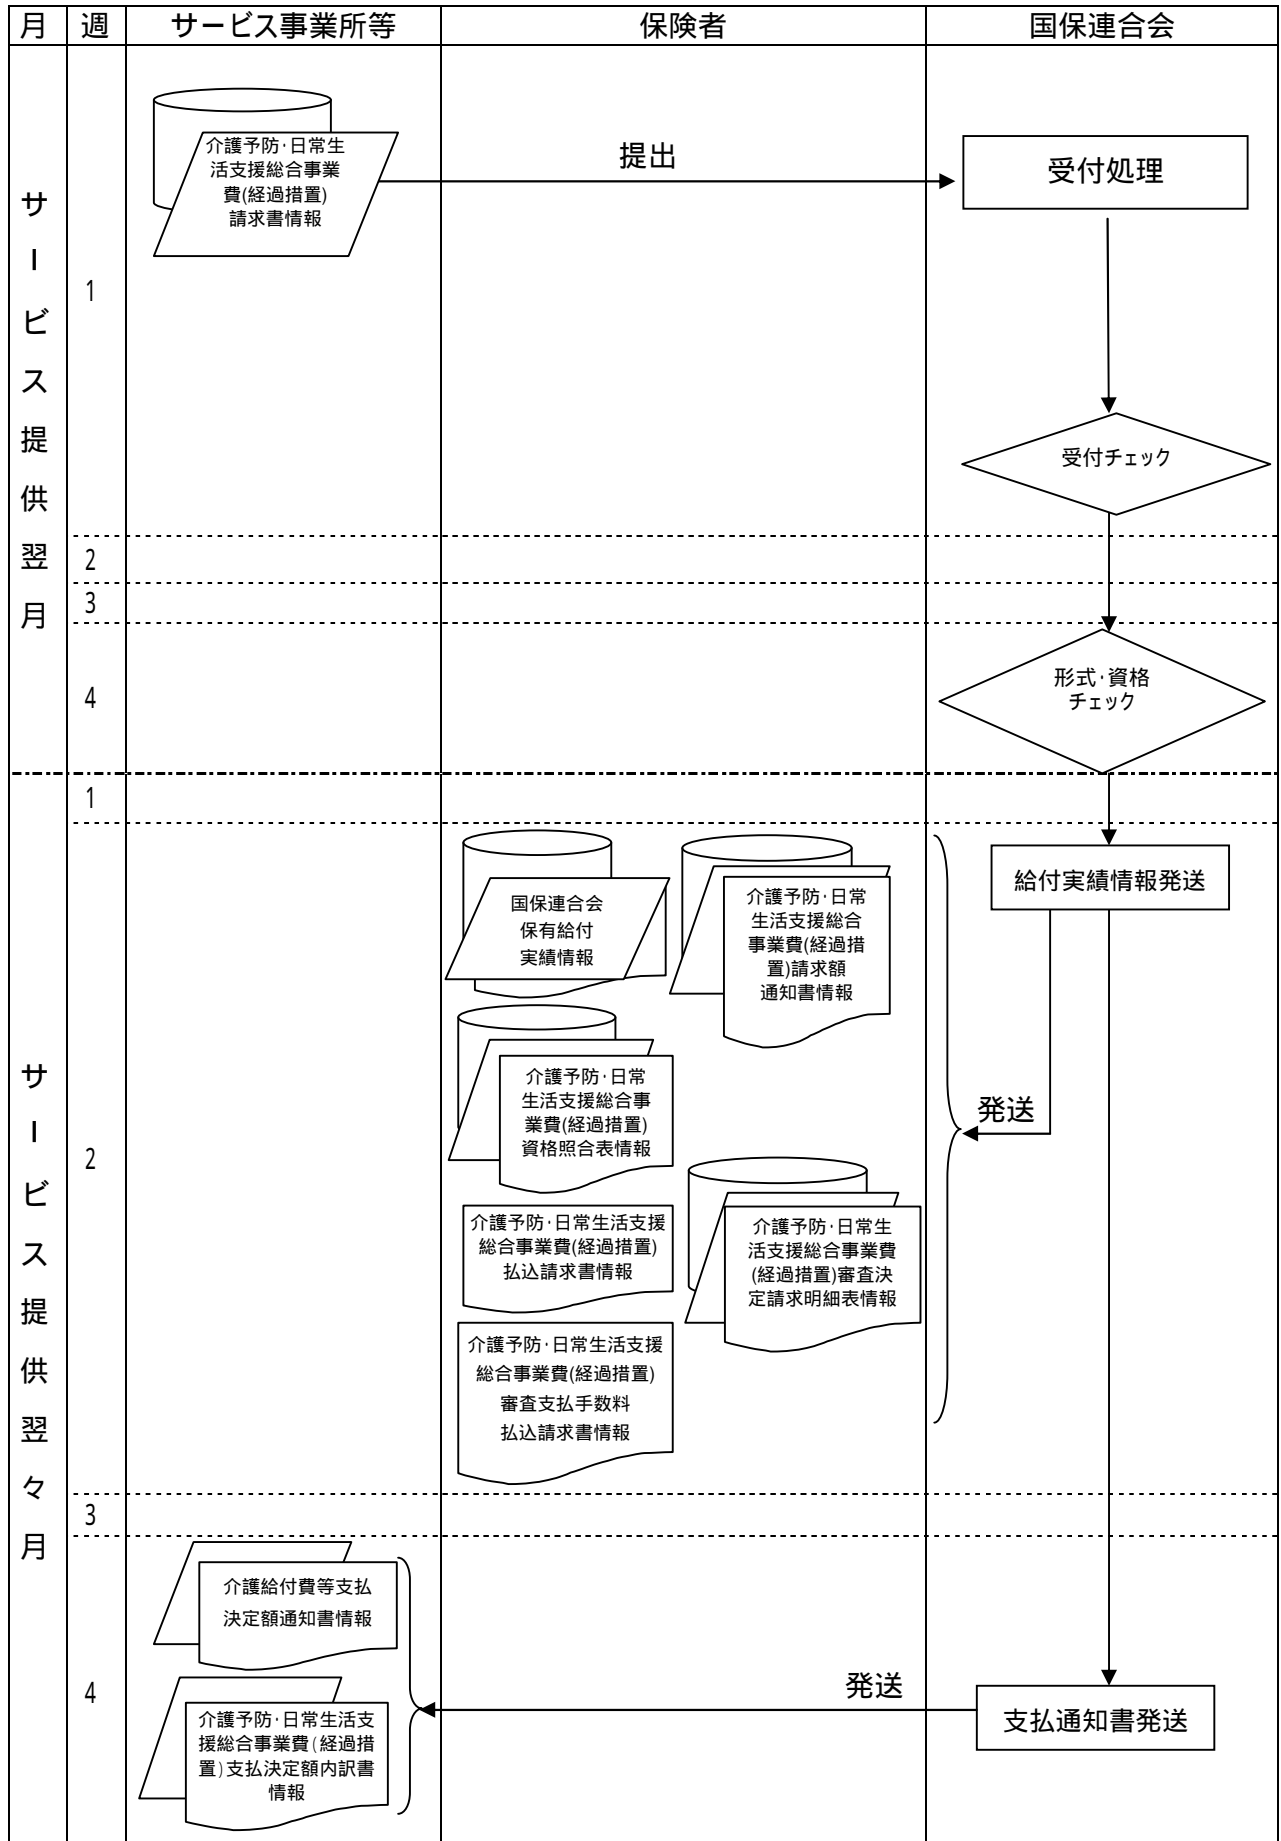 月 週 サービス事業所等 保険者 国保連合会
サービス提供翌月
1
介護予防・日常生
活支援総合事業
費(経過措置)
請求書情報
提出
受付処理
受付チェック
2
3
4
形式・資格
チェック
サービス提供翌々月
1
2
国保連合会
保有給付
実績情報
介護予防・日常
生活支援総合
事業費(経過措
置)請求額
通知書情報
給付実績情報発送
介護予防・日常
生活支援総合事
業費(経過措置)
資格照合表情報
発送
介護予防・日常生活支援
総合事業費(経過措置)
払込請求書情報
介護予防・日常生
活支援総合事業費
(経過措置)審査決
定請求明細表情報
介護予防・日常生活支援
総合事業費(経過措置)
審査支払手数料
払込請求書情報
3
4
介護給付費等支払
決定額通知書情報
介護予防・日常生活支
援総合事業費(経過措
置)支払決定額内訳書
情報
発送
支払通知書発送